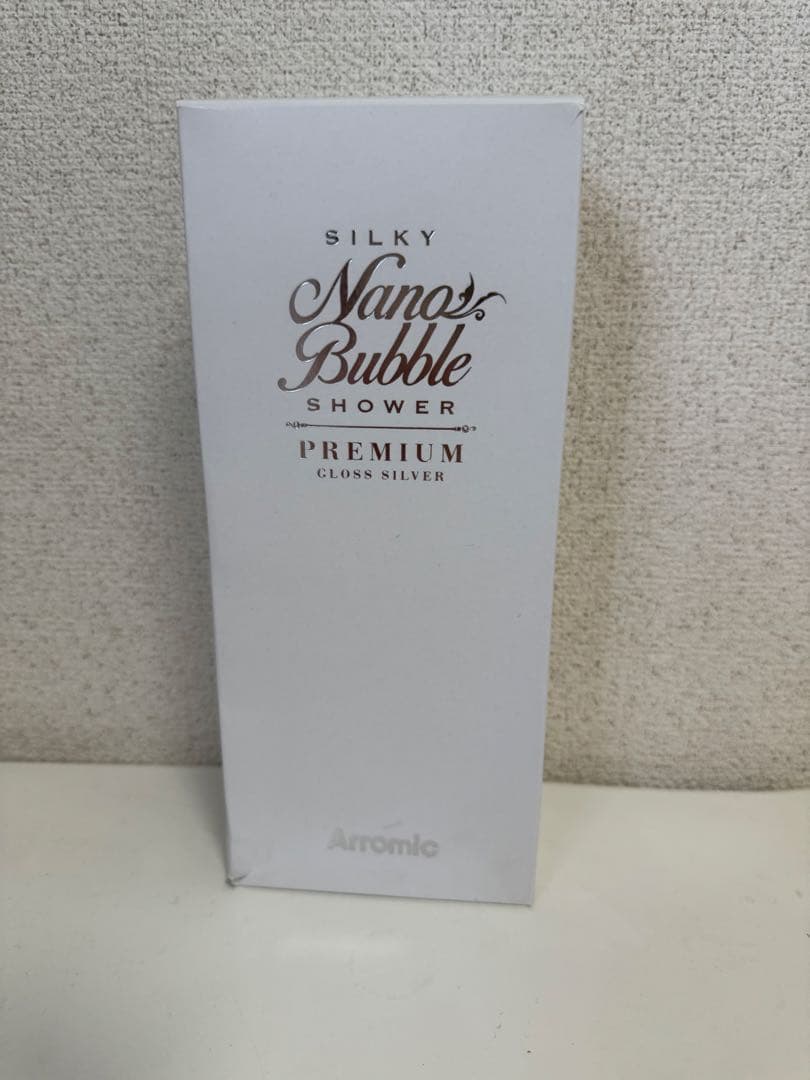 SILKY
Nano
Bubble
SHOWER
PREMIUM
GLOSS SILVER
Arromic